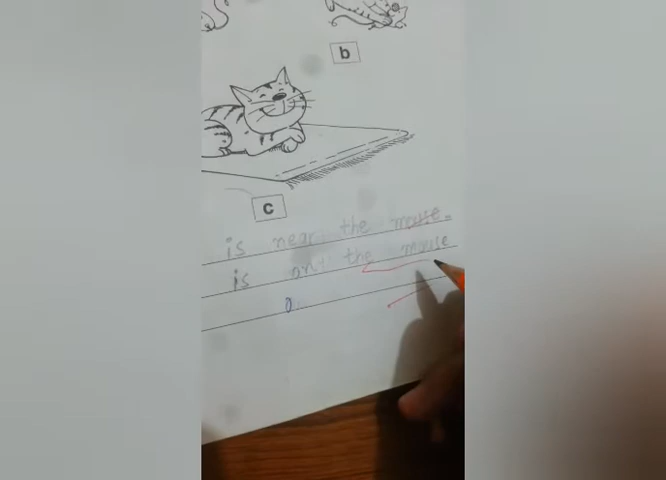 b
c
is near the mouse.
is on the mouse